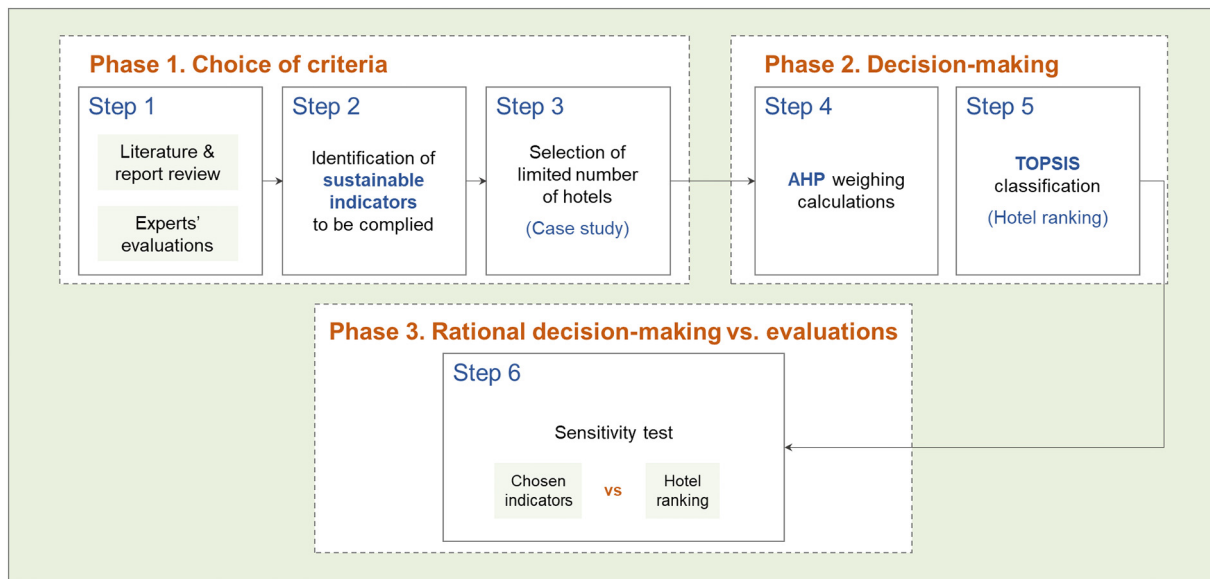 Phase 1. Choice of criteria
Step 1
Literature &
report review
Experts'
evaluations
Step 2
Identification of
sustainable
indicators
to be complied
Step 3
Selection of
limited number
of hotels
(Case study)
Phase 2. Decision-making
Step 4
AHP weighing
calculations
Step 5
TOPSIS
classification
(Hotel ranking)
Phase 3. Rational decision-making vs. evaluations
Step 6
Sensitivity test
Chosen
indicators
vs
Hotel
ranking